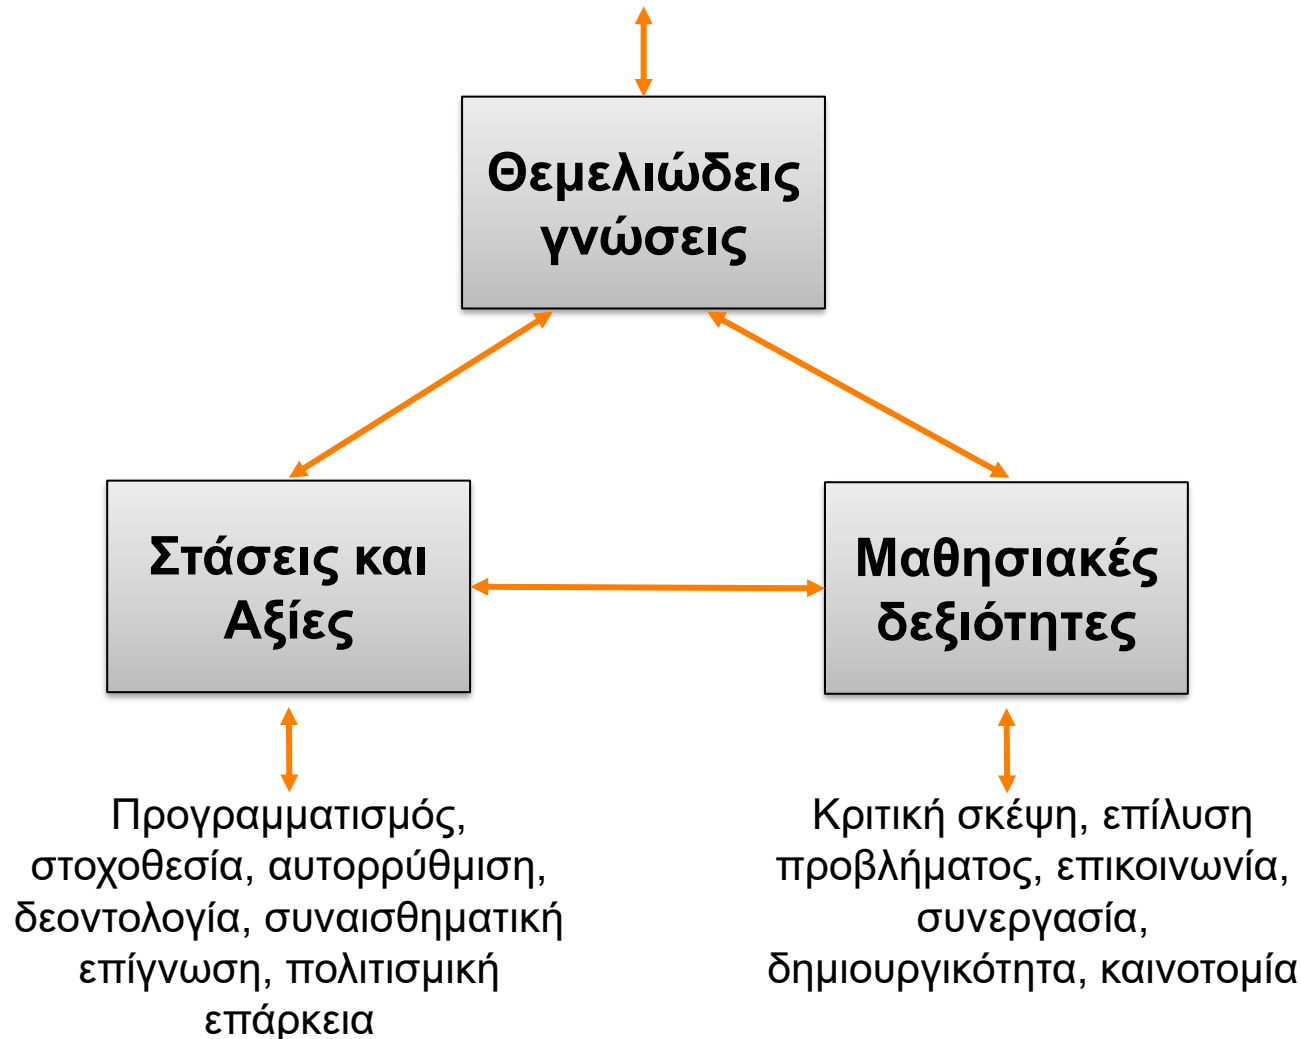 Θεμελιώδεις
γνώσεις
Στάσεις και
Αξίες
Μαθησιακές
δεξιότητες
Προγραμματισμός,
στοχοθεσία, αυτορρύθμιση,
δεοντολογία, συναισθηματική
επίγνωση, πολιτισμική
επάρκεια
Κριτική σκέψη, επίλυση
προβλήματος, επικοινωνία,
συνεργασία,
δημιουργικότητα, καινοτομία